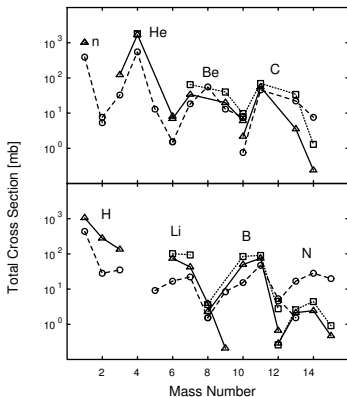 Total Cross Section [mb]
10³
10²
10¹
10⁰
n
He
Be
C
10³
10²
10¹
10⁰
H
Li
B
N
2 4 6 8 10 12 14
Mass Number